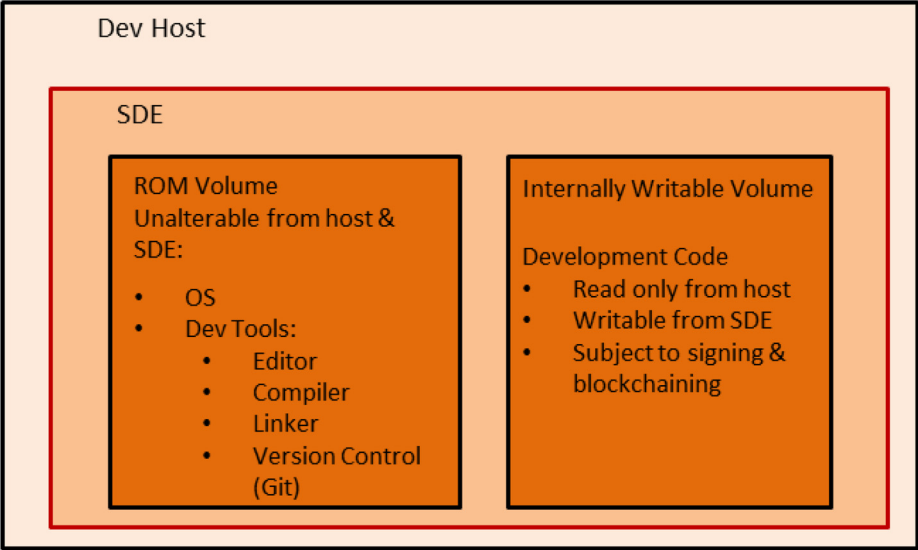 Dev Host
SDE
ROM Volume
Unalterable from host &
SDE:
• OS
• Dev Tools:
• Editor
• Compiler
• Linker
• Version Control
(Git)
Internally Writable Volume
Development Code
• Read only from host
• Writable from SDE
• Subject to signing &
blockchaining